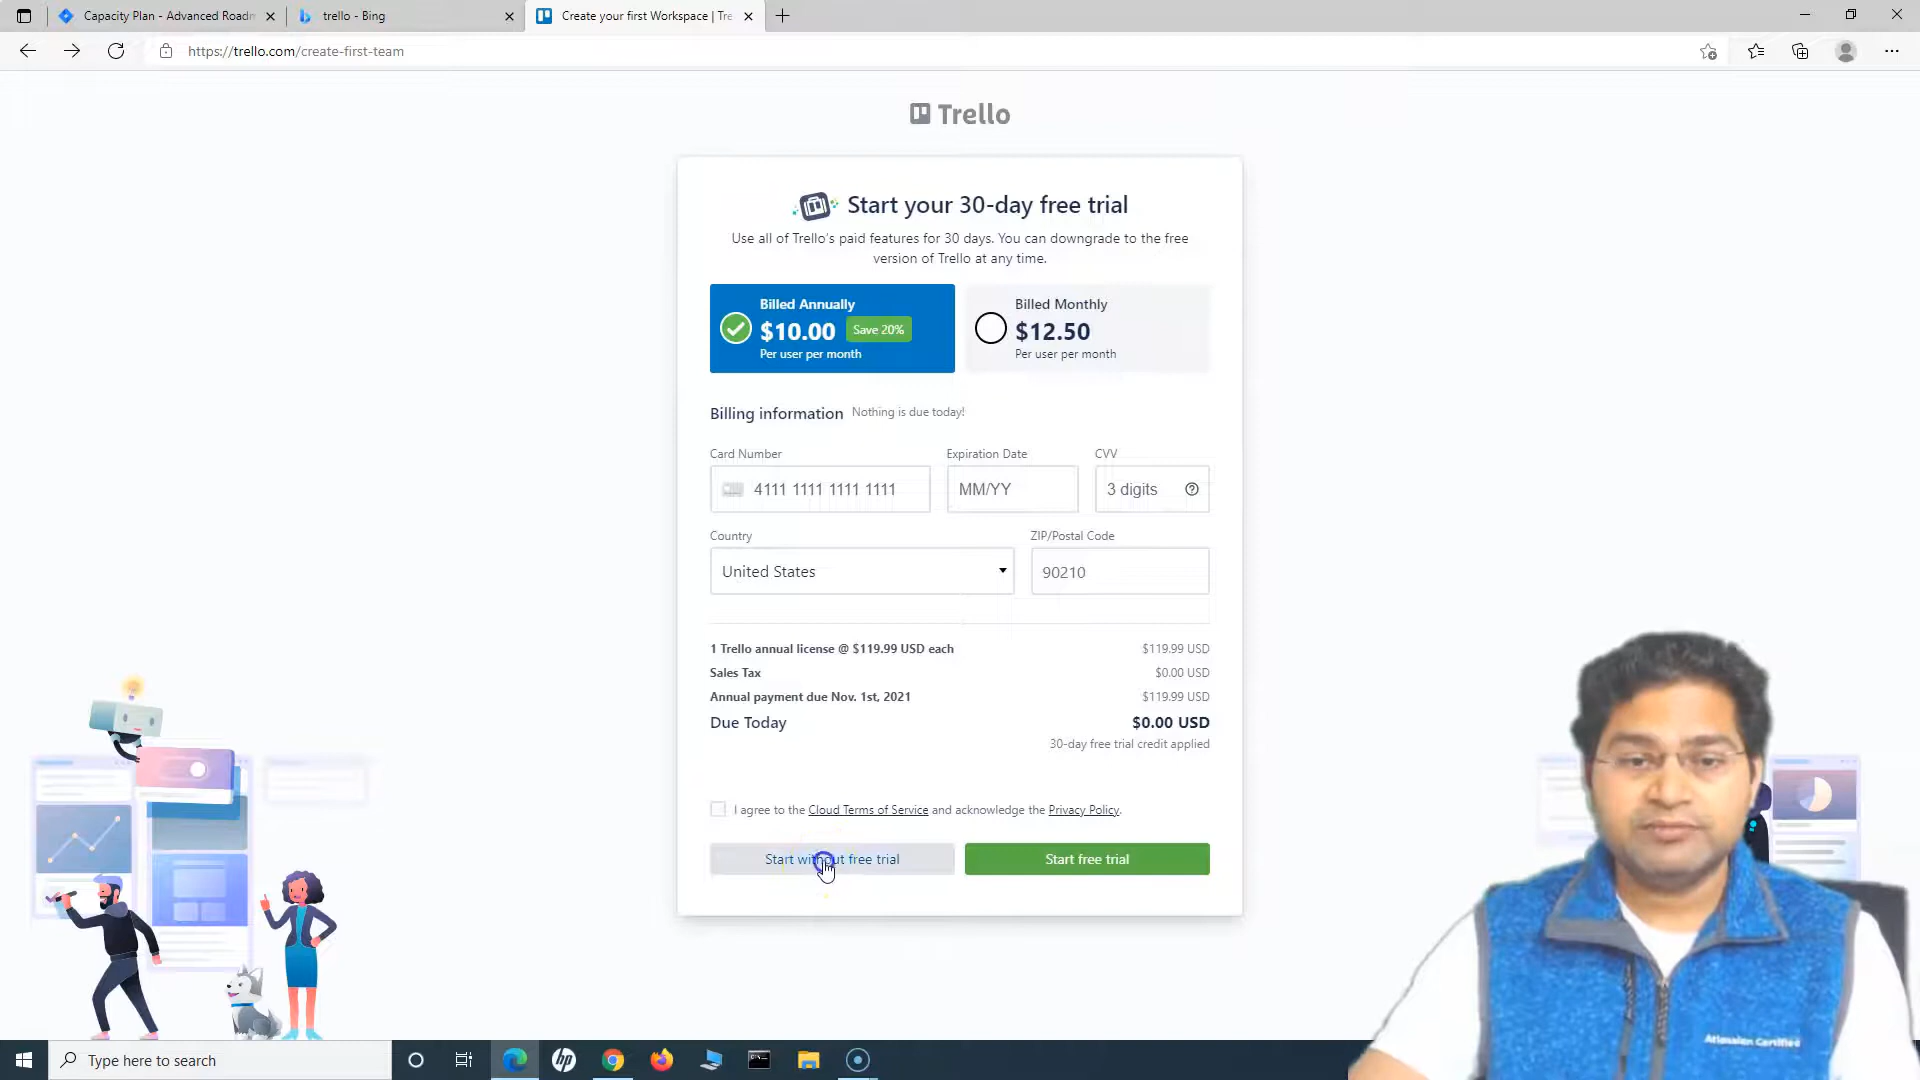 Capacity Plan - Advanced Roadm
trello - Bing
Create your first Workspace | Tre
https://trello.com/create-first-team
Trello
Start your 30-day free trial
Use all of Trello's paid features for 30 days. You can downgrade to the free
version of Trello at any time.
Billed Annually
$10.00 Save 20%
Per user per month
Billed Monthly
$12.50
Per user per month
Billing information Nothing is due today!
Card Number
Expiration Date
CVV
4111 1111 1111 1111
MM/YY
3 digits
Country
ZIP/Postal Code
United States
90210
1 Trello annual license @ $119.99 USD each $119.99 USD
Sales Tax $0.00 USD
Annual payment due Nov. 1st, 2021 $119.99 USD
Due Today $0.00 USD
30-day free trial credit applied
I agree to the Cloud Terms of Service and acknowledge the Privacy Policy.
Start without free trial
Start free trial
Atlassian Certified
Type here to search
hp